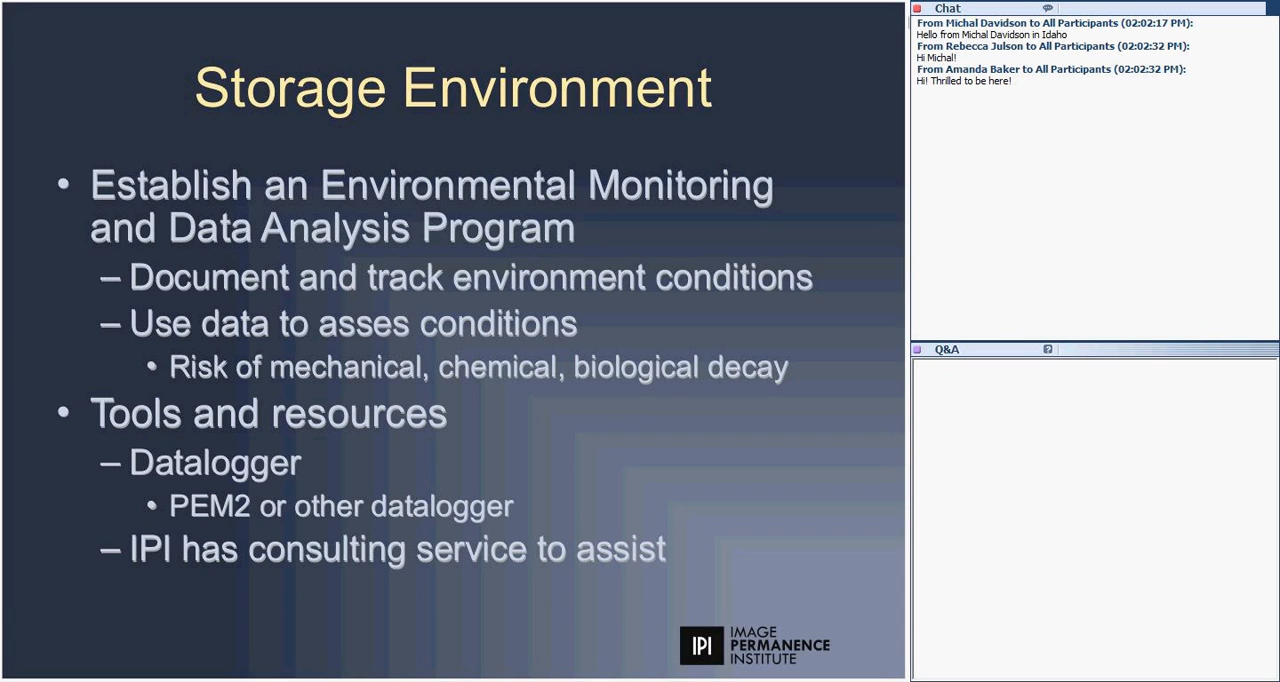 Storage Environment
• Establish an Environmental Monitoring
and Data Analysis Program
– Document and track environment conditions
– Use data to asses conditions
• Risk of mechanical, chemical, biological decay
• Tools and resources
– Datalogger
• PEM2 or other datalogger
– IPI has consulting service to assist
IPI
IMAGE
PERMANENCE
INSTITUTE
Chat
From Michal Davidson to All Participants (02:02:17 PM):
Hello from Michal Davidson in Idaho
From Rebecca Julson to All Participants (02:02:32 PM):
Hi Michal!
From Amanda Baker to All Participants (02:02:32 PM):
Hi! Thrilled to be here!
Q&A